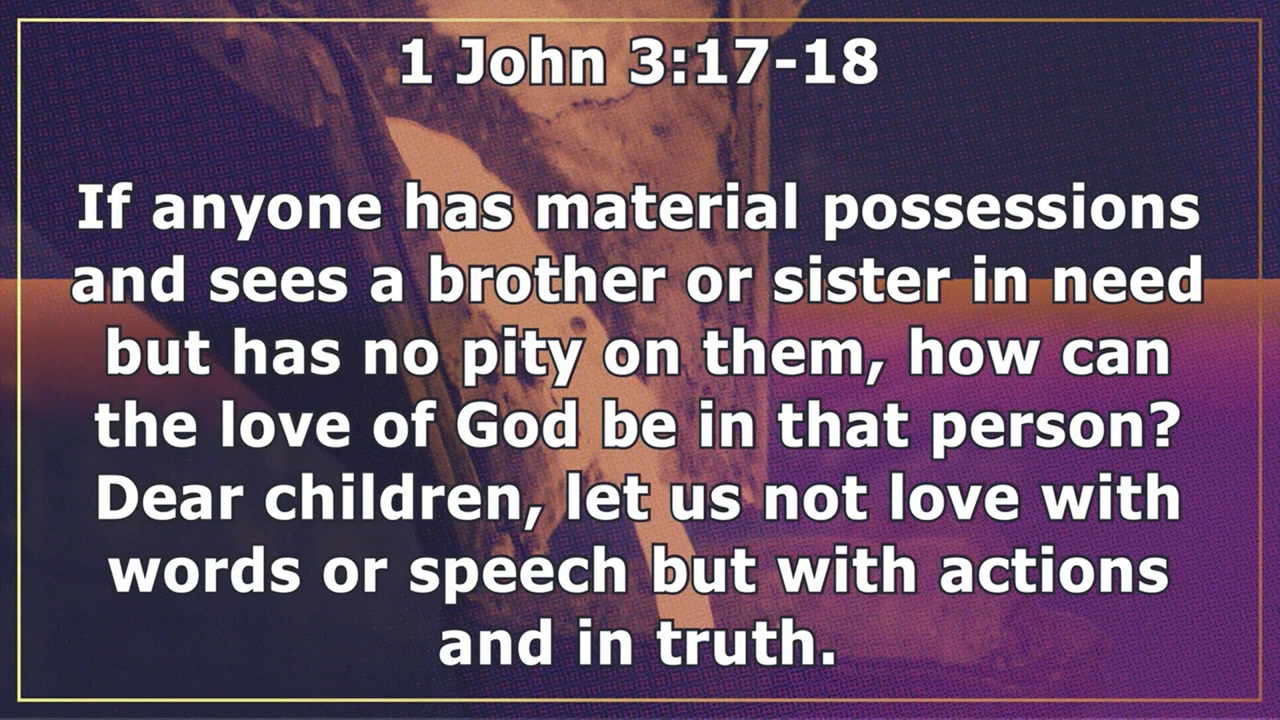 1 John 3:17-18
If anyone has material possessions
and sees a brother or sister in need
but has no pity on them, how can
the love of God be in that person?
Dear children, let us not love with
words or speech but with actions
and in truth.